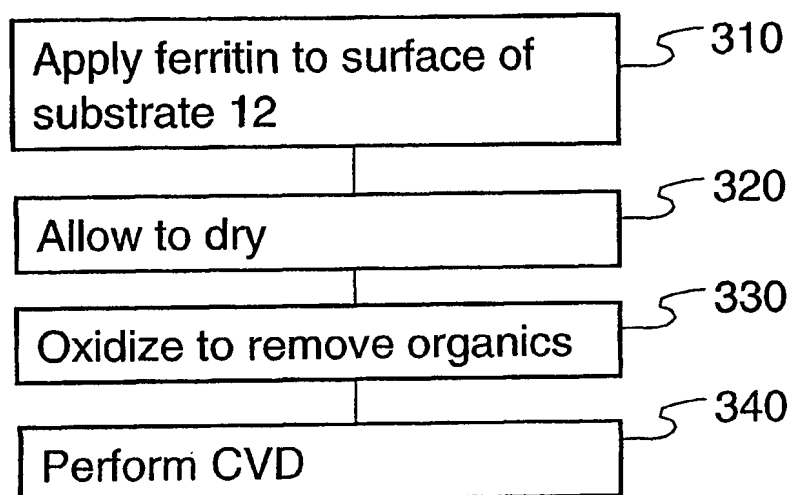 Apply ferritin to surface of
substrate 12
310
Allow to dry
320
Oxidize to remove organics
330
Perform CVD
340